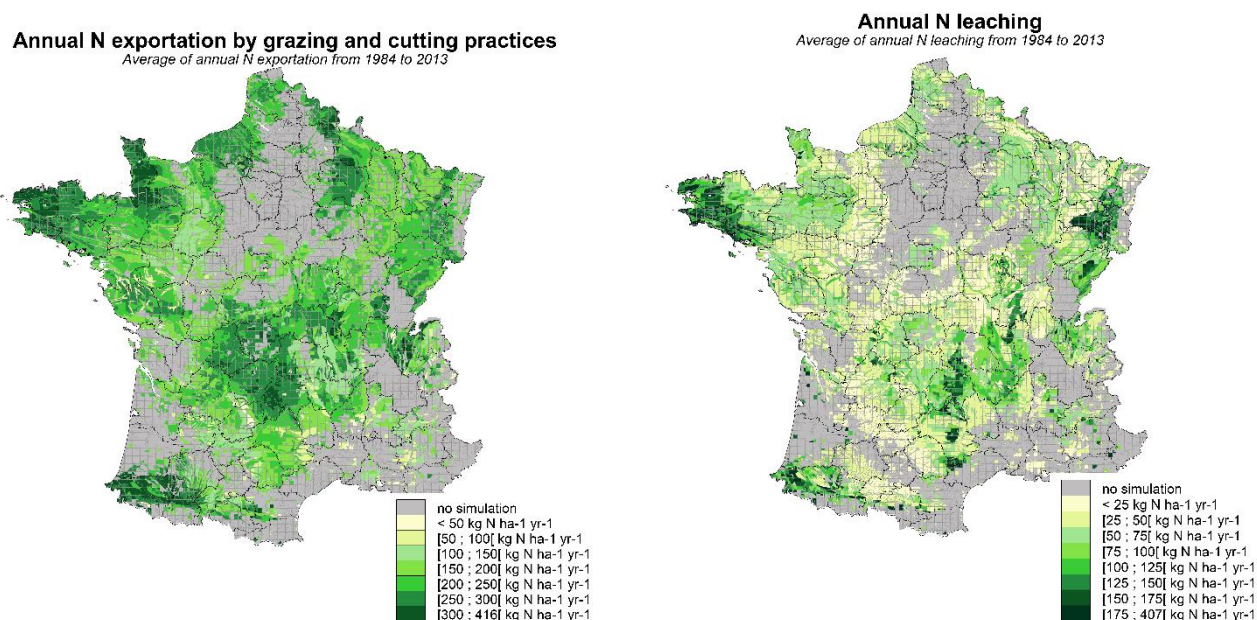 Annual N exportation by grazing and cutting practices
Average of annual N exportation from 1984 to 2013
no simulation
< 50 kg N ha-1 yr-1
[50 ; 100[ kg N ha-1 yr-1
[100 ; 150[ kg N ha-1 yr-1
[150 ; 200[ kg N ha-1 yr-1
[200 ; 250[ kg N ha-1 yr-1
[250 ; 300[ kg N ha-1 yr-1
[300 ; 416[ kg N ha-1 yr-1
Annual N leaching
Average of annual N leaching from 1984 to 2013
no simulation
< 25 kg N ha-1 yr-1
[25 ; 50[ kg N ha-1 yr-1
[50 ; 75[ kg N ha-1 yr-1
[75 ; 100[ kg N ha-1 yr-1
[100 ; 125[ kg N ha-1 yr-1
[125 ; 150[ kg N ha-1 yr-1
[150 ; 175[ kg N ha-1 yr-1
[175 ; 407[ kg N ha-1 yr-1